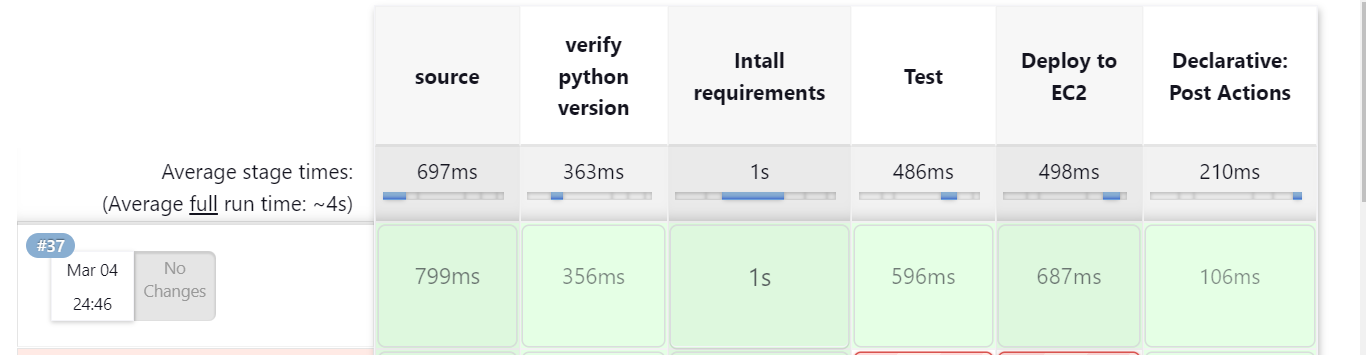 source
verify
python
version
Intall
requirements
Test
Deploy to
EC2
Declarative:
Post Actions
Average stage times:
(Average full run time: ~4s)
697ms
363ms
1s
486ms
498ms
210ms
#37
Mar 04
24:46
No
Changes
799ms
356ms
1s
596ms
687ms
106ms